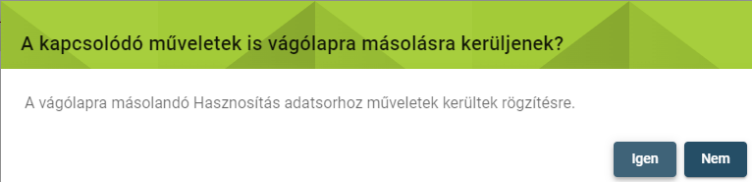 A kapcsolódó műveletek is vágólapra másolásra kerüljenek?
A vágólapra másolandó Hasznosítás adatsorhoz műveletek kerültek rögzítésre.
Igen Nem